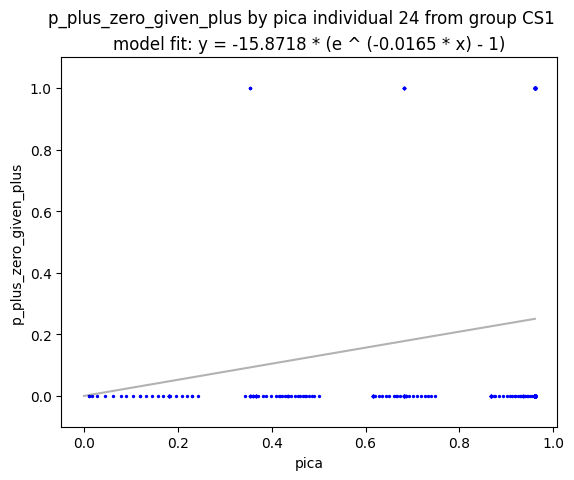 p_plus_zero_given_plus by pica individual 24 from group CS1
model fit: y = -15.8718 * (e ^ (-0.0165 * x) - 1)
1.0
0.8
0.6
0.4
0.2
0.0
p_plus_zero_given_plus
0.0 0.2 0.4 0.6 0.8 1.0
pica